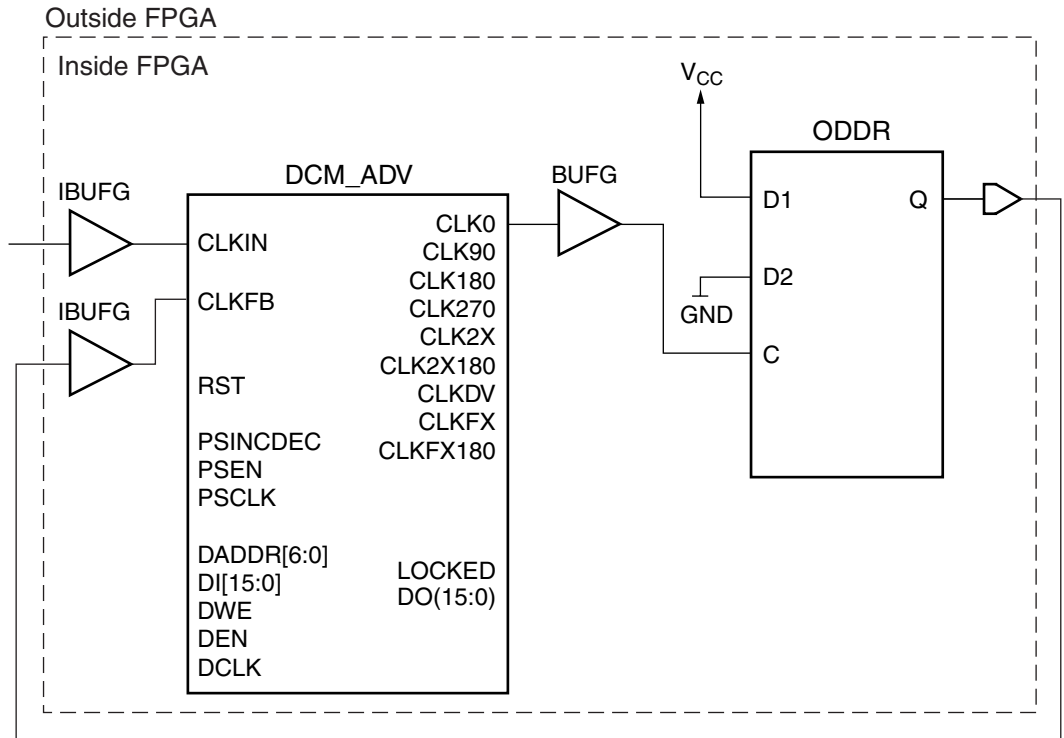 Outside FPGA
Inside FPGA
IBUFG
IBUFG
DCM_ADV
CLKIN
CLKFB
RST
PSINCDEC
PSEN
PSCLK
DADDR[6:0]
DI[15:0]
DWE
DEN
DCLK
CLK0
CLK90
CLK180
CLK270
CLK2X
CLK2X180
CLKDV
CLKFX
CLKFX180
LOCKED
DO(15:0)
BUFG
VCC
GND
ODDR
D1
D2
C
Q